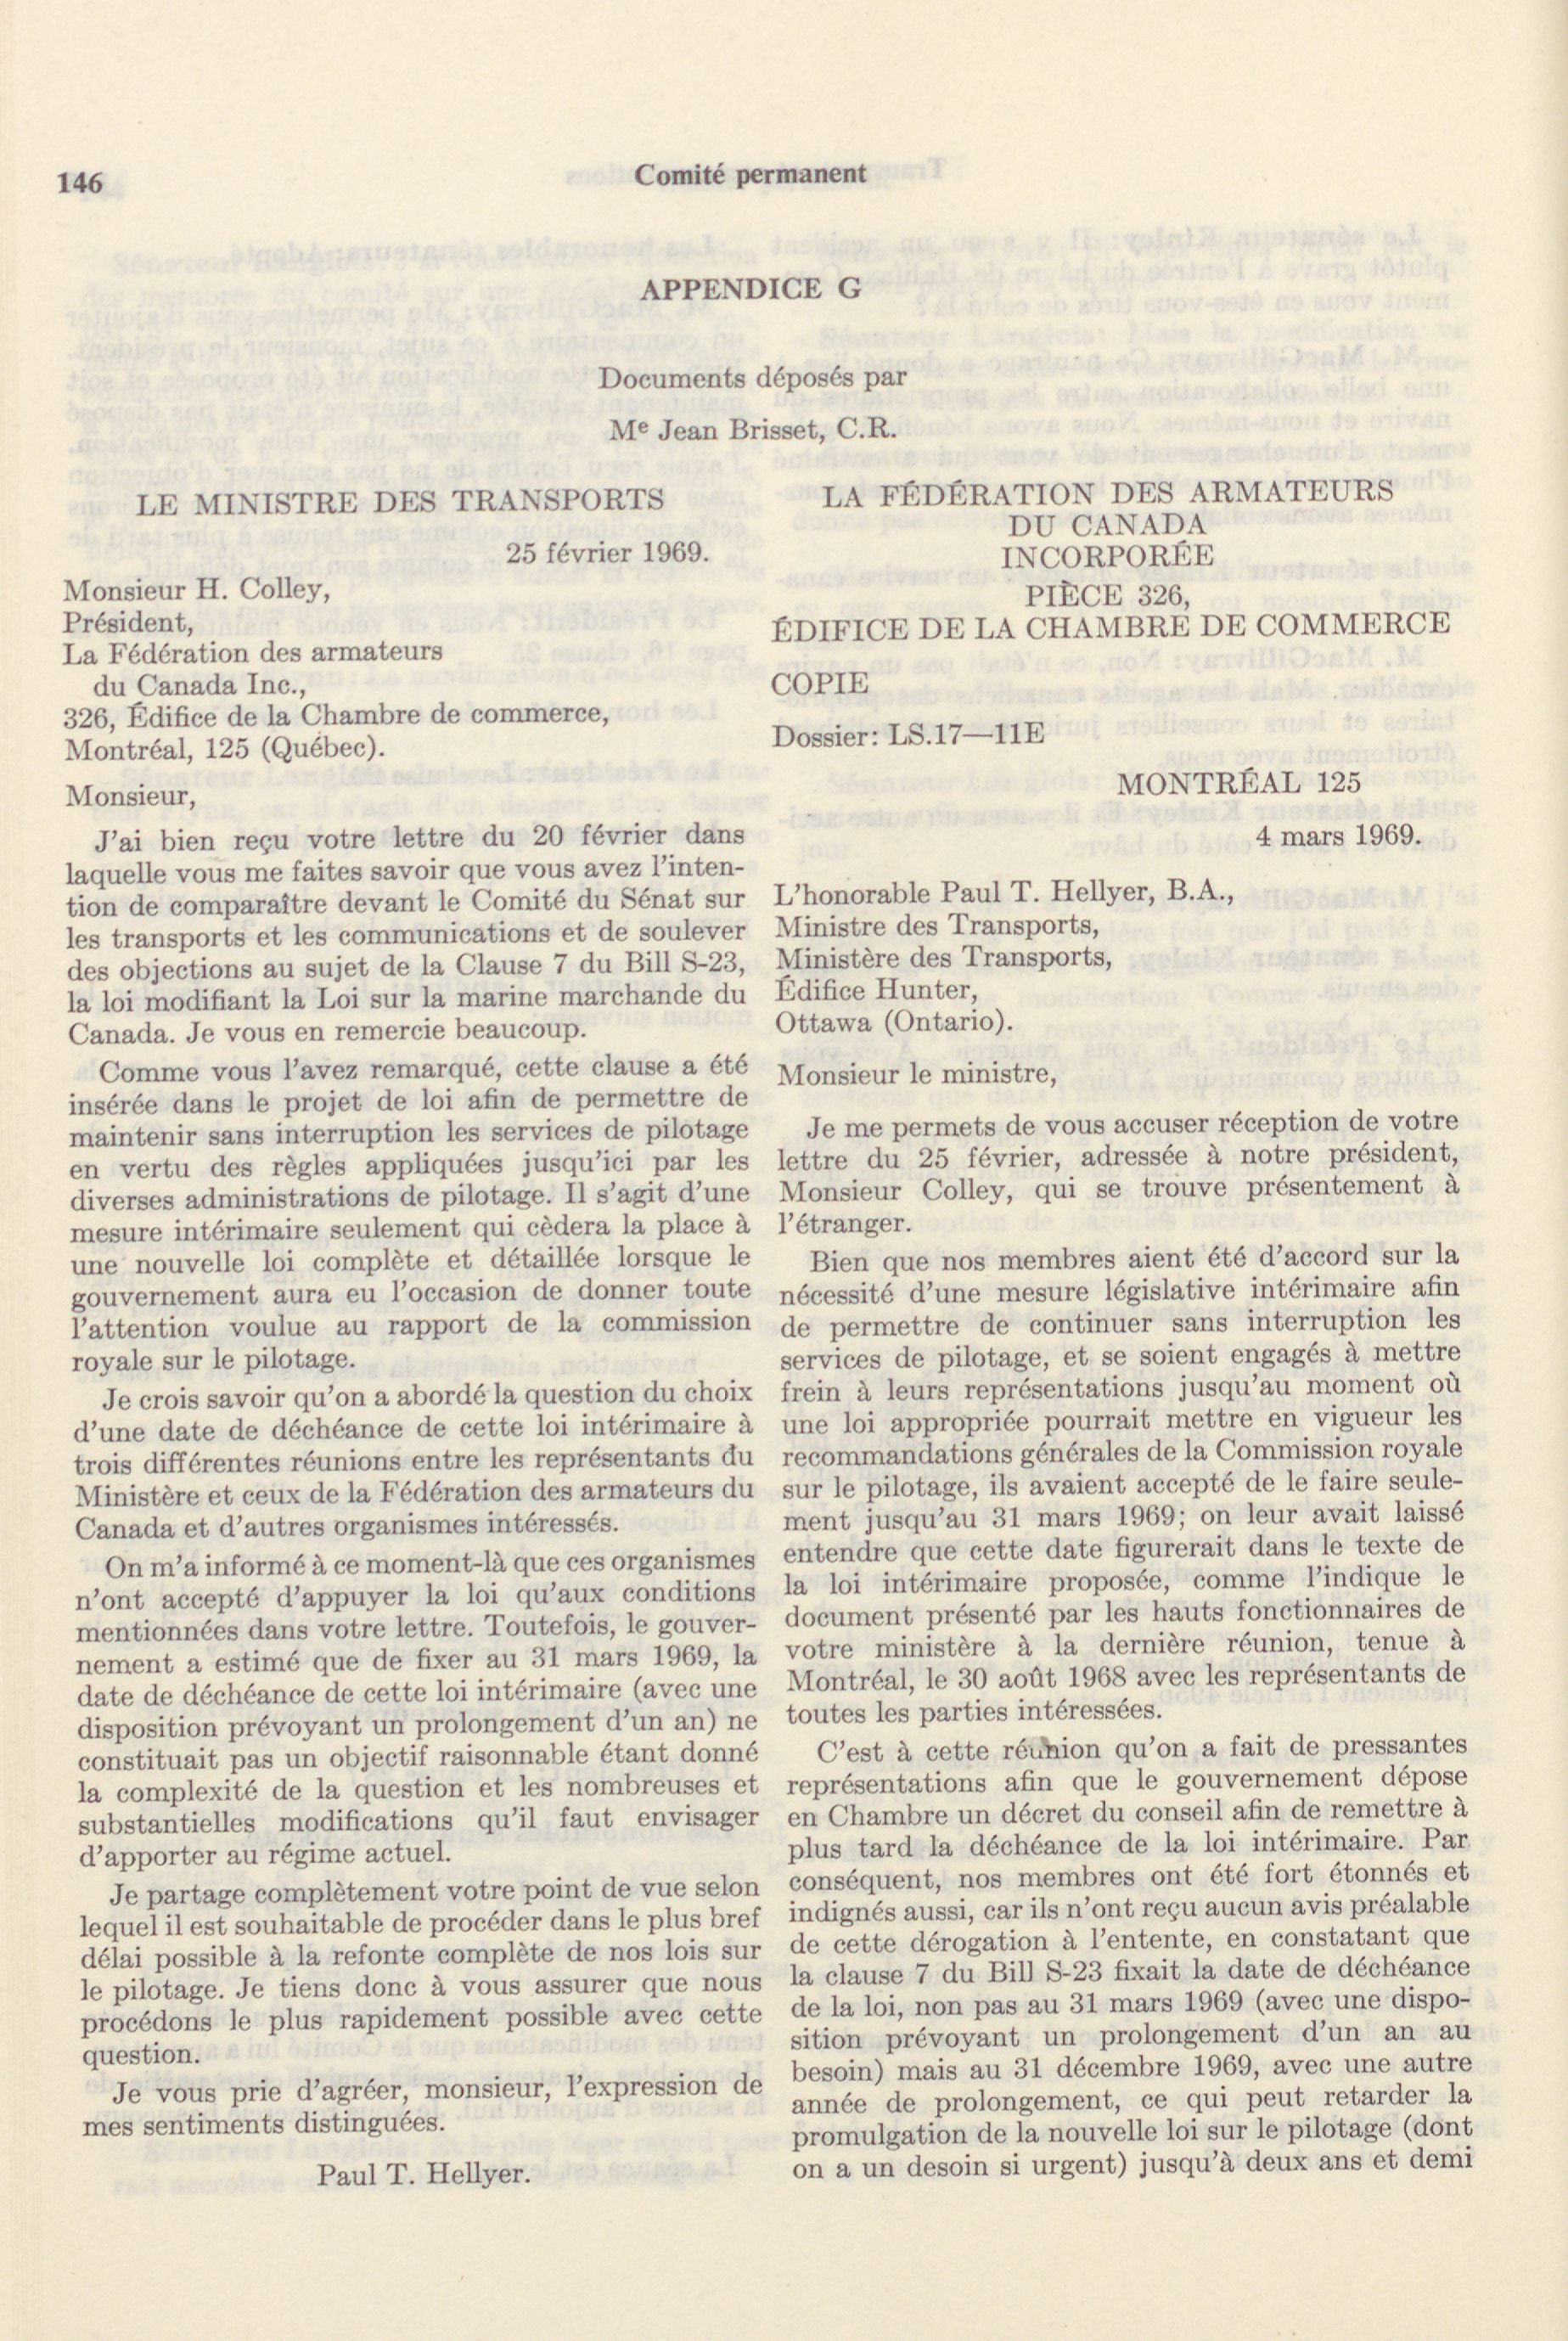 146
Comité permanent
APPENDICE G
Documents déposés par
Me Jean Brisset, C.R.
LE MINISTRE DES TRANSPORTS
25 février 1969.
Monsieur H. Colley,
Président,
La Fédération des armateurs
du Canada Inc.,
326, Édifice de la Chambre de commerce,
Montréal, 125 (Québec).
Monsieur,
J'ai bien reçu votre lettre du 20 février dans
laquelle vous me faites savoir que vous avez l'inten-
tion de comparaître devant le Comité du Sénat sur
les transports et les communications et de soulever
des objections au sujet de la Clause 7 du Bill S-23,
la loi modifiant la Loi sur la marine marchande du
Canada. Je vous en remercie beaucoup.
Comme vous l'avez remarqué, cette clause a été
insérée dans le projet de loi afin de permettre de
maintenir sans interruption les services de pilotage
en vertu des règles appliquées jusqu'ici par les
diverses administrations de pilotage. Il s'agit d'une
mesure intérimaire seulement qui cèdera la place à
une nouvelle loi complète et détaillée lorsque le
gouvernement aura eu l'occasion de donner toute
l'attention voulue au rapport de la commission
royale sur le pilotage.
Je crois savoir qu'on a abordé la question du choix
d'une date de déchéance de cette loi intérimaire à
trois différentes réunions entre les représentants du
Ministère et ceux de la Fédération des armateurs du
Canada et d'autres organismes intéressés.
On m'a informé à ce moment-là que ces organismes
n'ont accepté d'appuyer la loi qu'aux conditions
mentionnées dans votre lettre. Toutefois, le gouver-
nement a estimé que de fixer au 31 mars 1969, la
date de déchéance de cette loi intérimaire (avec une
disposition prévoyant un prolongement d'un an) ne
constituait pas un objectif raisonnable étant donné
la complexité de la question et les nombreuses et
substantielles modifications qu'il faut envisager
d'apporter au régime actuel.
Je partage complètement votre point de vue selon
lequel il est souhaitable de procéder dans le plus bref
délai possible à la refonte complète de nos lois sur
le pilotage. Je tiens donc à vous assurer que nous
procédons le plus rapidement possible avec cette
question.
Je vous prie d'agréer, monsieur, l'expression de
mes sentiments distinguées.
Paul T. Hellyer.
LA FÉDÉRATION DES ARMATEURS
DU CANADA
INCORPORÉE
PIÈCE 326,
ÉDIFICE DE LA CHAMBRE DE COMMERCE
COPIE
Dossier: LS.17—11E
MONTRÉAL 125
4 mars 1969.
L'honorable Paul T. Hellyer, B.A.,
Ministre des Transports,
Ministère des Transports,
Édifice Hunter,
Ottawa (Ontario).
Monsieur le ministre,
Je me permets de vous accuser réception de votre
lettre du 25 février, adressée à notre président,
Monsieur Colley, qui se trouve présentement à
l'étranger.
Bien que nos membres aient été d'accord sur la
nécessité d'une mesure législative intérimaire afin
de permettre de continuer sans interruption les
services de pilotage, et se soient engagés à mettre
frein à leurs représentations jusqu'au moment où
une loi appropriée pourrait mettre en vigueur les
recommandations générales de la Commission royale
sur le pilotage, ils avaient accepté de le faire seule-
ment jusqu'au 31 mars 1969; on leur avait laissé
entendre que cette date figurerait dans le texte de
la loi intérimaire proposée, comme l'indique le
document présenté par les hauts fonctionnaires de
votre ministère à la dernière réunion, tenue à
Montréal, le 30 août 1968 avec les représentants de
toutes les parties intéressées.
C'est à cette réunion qu'on a fait de pressantes
représentations afin que le gouvernement dépose
en Chambre un décret du conseil afin de remettre à
plus tard la déchéance de la loi intérimaire. Par
conséquent, nos membres ont été fort étonnés et
indignés aussi, car ils n'ont reçu aucun avis préalable
de cette dérogation à l'entente, en constatant que
la clause 7 du Bill S-23 fixait la date de déchéance
de la loi, non pas au 31 mars 1969 (avec une dispo-
sition prévoyant un prolongement d'un an au
besoin) mais au 31 décembre 1969, avec une autre
année de prolongement, ce qui peut retarder la
promulgation de la nouvelle loi sur le pilotage (dont
on a un desoin si urgent) jusqu'à deux ans et demi